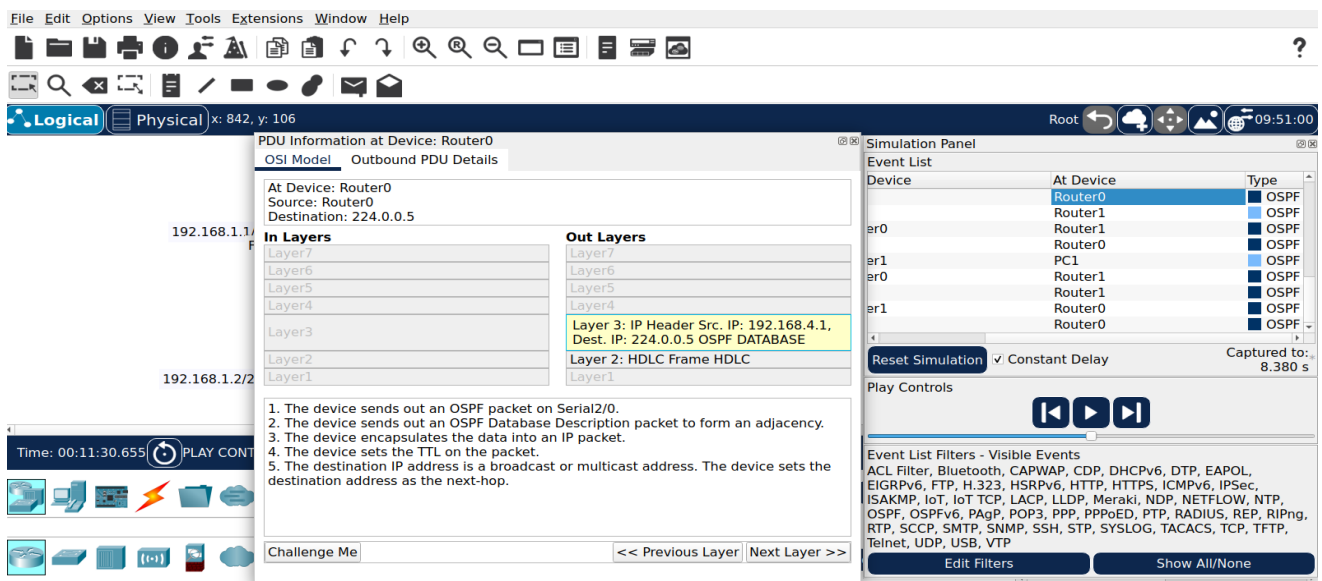 File Edit Options View Tools Extensions Window Help
?
Logical Physical x: 842, y: 106 Root 09:51:00
PDU Information at Device: Router0
OSI Model Outbound PDU Details
At Device: Router0
Source: Router0
Destination: 224.0.0.5
In Layers Out Layers
Layer7 Layer7
Layer6 Layer6
Layer5 Layer5
Layer4 Layer4
Layer3 Layer 3: IP Header Src. IP: 192.168.4.1,
Dest. IP: 224.0.0.5 OSPF DATABASE
Layer2 Layer 2: HDLC Frame HDLC
Layer1 Layer1
1. The device sends out an OSPF packet on Serial2/0.
2. The device sends out an OSPF Database Description packet to form an adjacency.
3. The device encapsulates the data into an IP packet.
4. The device sets the TTL on the packet.
5. The destination IP address is a broadcast or multicast address. The device sets the
destination address as the next-hop.
Challenge Me << Previous Layer Next Layer >>
192.168.1.1/
F
192.168.1.2/2
Time: 00:11:30.655 PLAY CONT
Simulation Panel
Event List
Device At Device Type
Router0 OSPF
Router1 OSPF
er0 Router1 OSPF
Router0 OSPF
er1 PC1 OSPF
er0 Router1 OSPF
Router1 OSPF
er1 Router0 OSPF
Router0 OSPF
Reset Simulation Constant Delay Captured to:
8.380 s
Play Controls
Event List Filters - Visible Events
ACL Filter, Bluetooth, CAPWAP, CDP, DHCPv6, DTP, EAPOL,
EIGRPv6, FTP, H.323, HSRPv6, HTTP, HTTPS, ICMPv6, IPSec,
ISAKMP, IoT, IoT TCP, LACP, LLDP, Meraki, NDP, NETFLOW, NTP,
OSPF, OSPFv6, PAgP, POP3, PPP, PPPoED, PTP, RADIUS, REP, RIPng,
RTP, SCCP, SMTP, SNMP, SSH, STP, SYSLOG, TACACS, TCP, TFTP,
Telnet, UDP, USB, VTP
Edit Filters Show All/None